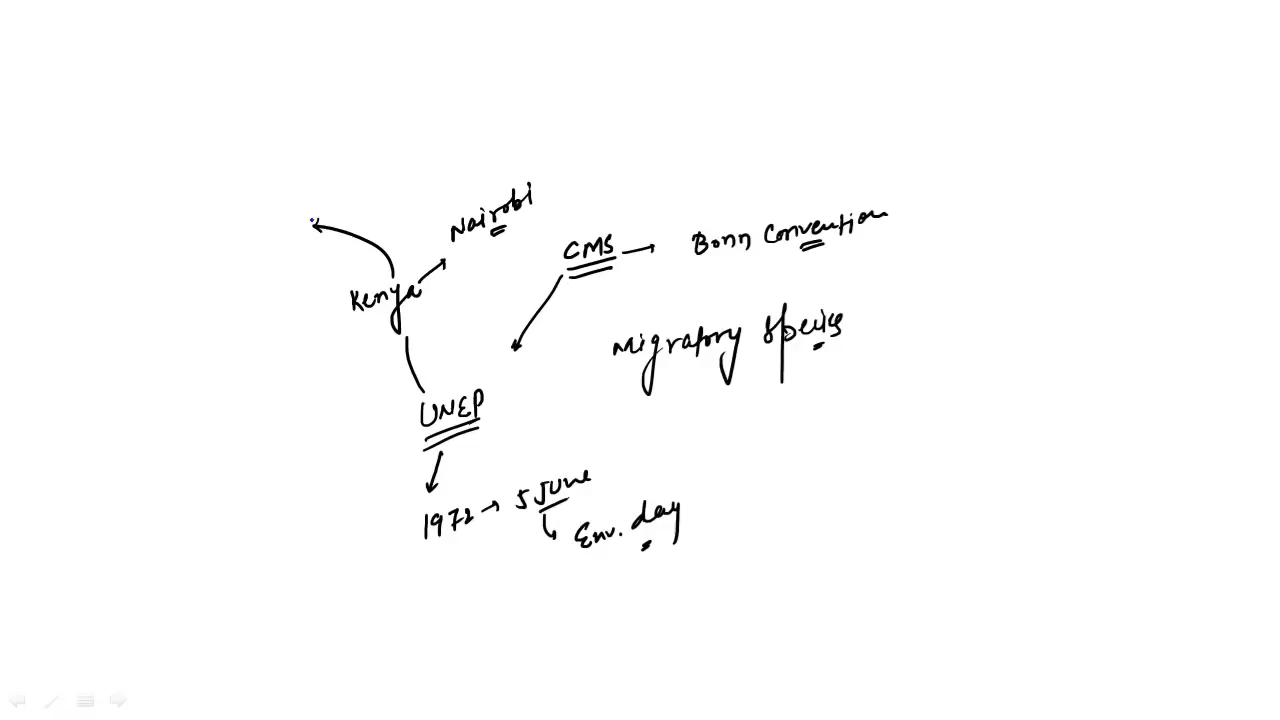 Nairobi
CMS
Bonn Convention
Kenya
Migratory Species
UNEP
1972 → 5 June
Env. day